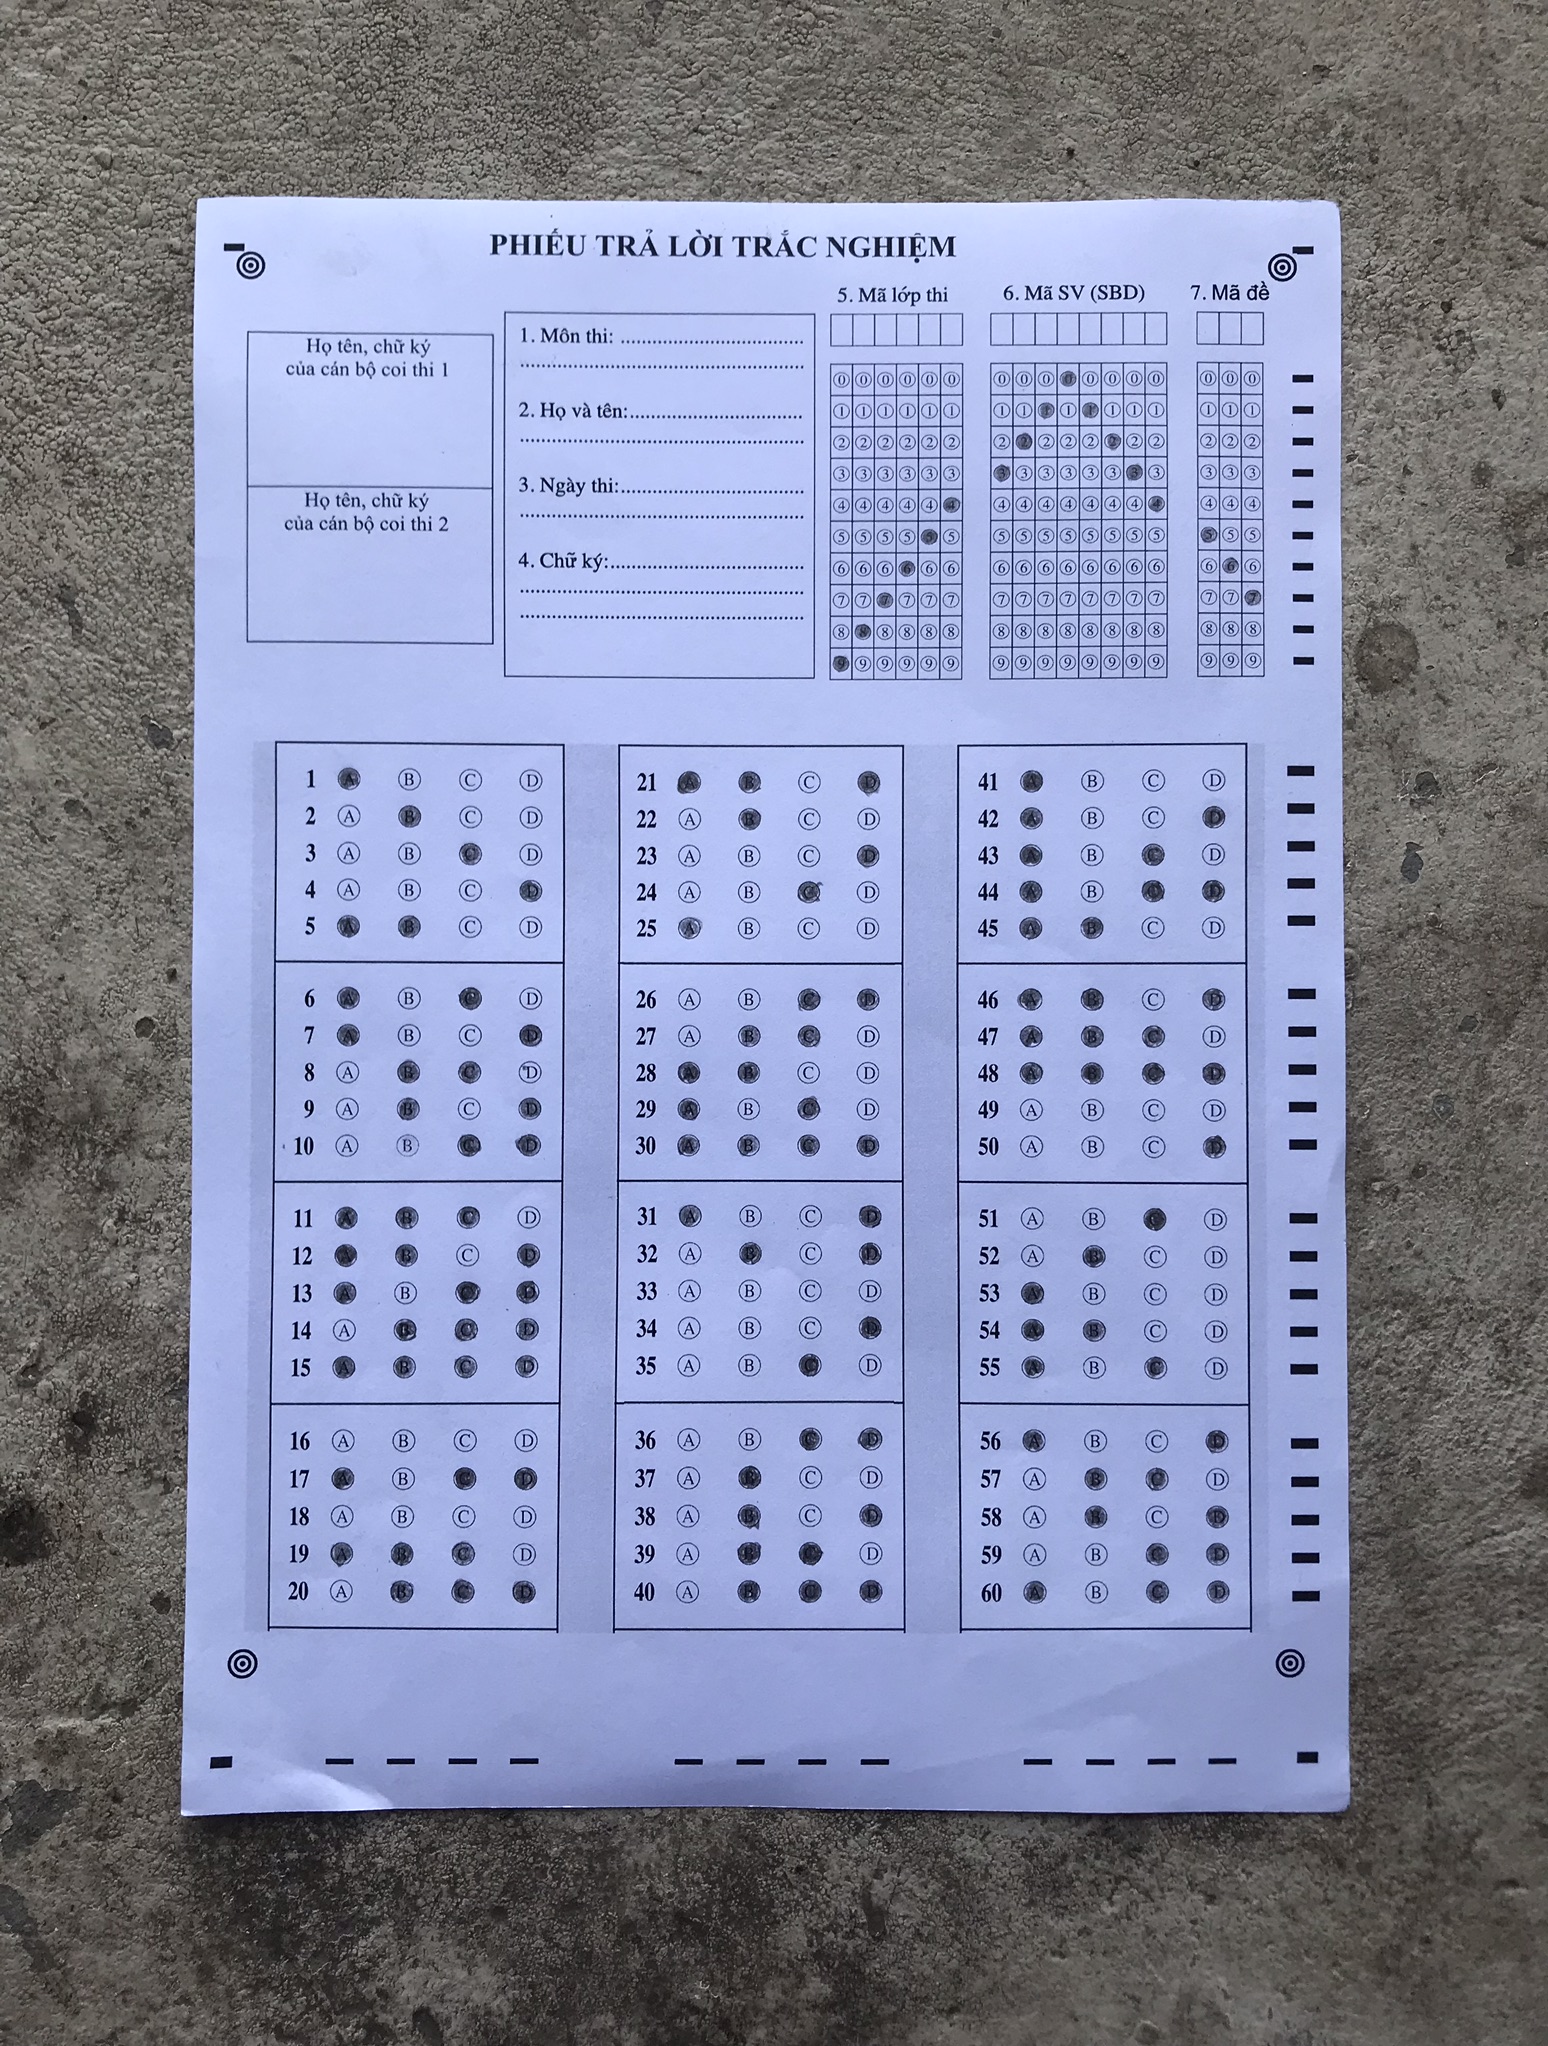 PHIẾU TRẢ LỜI TRẮC NGHIỆM
Họ tên, chữ ký
của cán bộ coi thi 1
Họ tên, chữ ký
của cán bộ coi thi 2
1. Môn thi: ................................
2. Họ và tên:................................
3. Ngày thi:................................
4. Chữ ký:................................
5. Mã lớp thi
0 0 0 0 0 0
1 1 1 1 1 1
2 2 2 2 2 2
3 3 3 3 3 3
4 4 4 4 4 4
5 5 5 5 5 5
6 6 6 6 6 6
7 7 7 7 7 7
8 8 8 8 8 8
9 9 9 9 9 9
6. Mã SV (SBD)
0 0 0 0 0 0 0 0
1 1 1 1 1 1 1 1
2 2 2 2 2 2 2 2
3 3 3 3 3 3 3 3
4 4 4 4 4 4 4 4
5 5 5 5 5 5 5 5
6 6 6 6 6 6 6 6
7 7 7 7 7 7 7 7
8 8 8 8 8 8 8 8
9 9 9 9 9 9 9 9
7. Mã đề
0 0 0
1 1 1
2 2 2
3 3 3
4 4 4
5 5 5
6 6 6
7 7 7
8 8 8
9 9 9
1 A B C D
2 A B C D
3 A B C D
4 A B C D
5 A B C D
6 A B C D
7 A B C D
8 A B C D
9 A B C D
10 A B C D
11 A B C D
12 A B C D
13 A B C D
14 A B C D
15 A B C D
16 A B C D
17 A B C D
18 A B C D
19 A B C D
20 A B C D
21 A B C D
22 A B C D
23 A B C D
24 A B C D
25 A B C D
26 A B C D
27 A B C D
28 A B C D
29 A B C D
30 A B C D
31 A B C D
32 A B C D
33 A B C D
34 A B C D
35 A B C D
36 A B C D
37 A B C D
38 A B C D
39 A B C D
40 A B C D
41 A B C D
42 A B C D
43 A B C D
44 A B C D
45 A B C D
46 A B C D
47 A B C D
48 A B C D
49 A B C D
50 A B C D
51 A B C D
52 A B C D
53 A B C D
54 A B C D
55 A B C D
56 A B C D
57 A B C D
58 A B C D
59 A B C D
60 A B C D